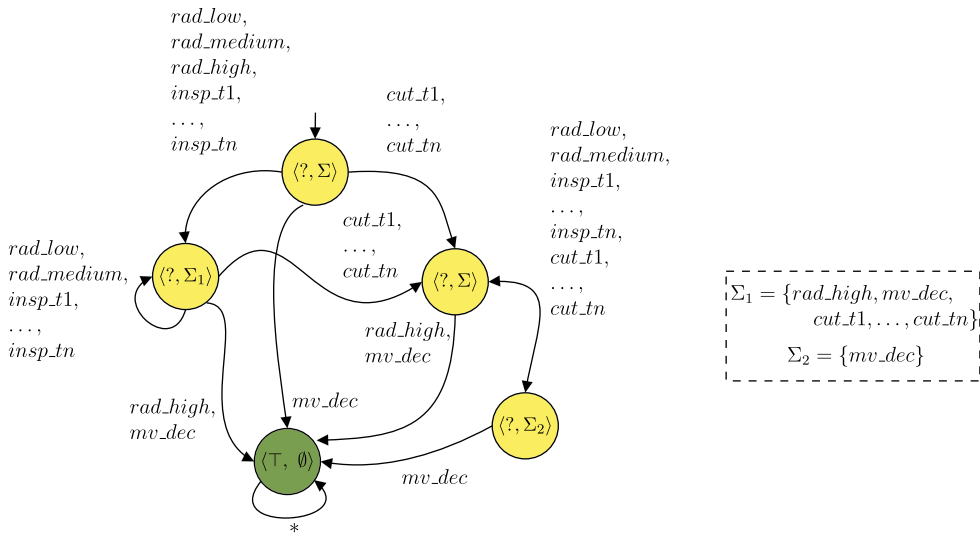 rad_low,
rad_medium,
rad_high,
insp_t1,
...,
insp_tn
cut_t1,
...,
cut_tn
⟨?, Σ⟩
rad_low,
rad_medium,
insp_t1,
...,
insp_tn,
cut_t1,
...,
cut_tn
cut_t1,
...,
cut_tn
rad_low,
rad_medium,
insp_t1,
...,
insp_tn
⟨?, Σ₁⟩
⟨?, Σ⟩
Σ₁ = {rad_high, mv_dec,
cut_t1, ..., cut_tn}
Σ₂ = {mv_dec}
rad_high,
mv_dec
rad_high,
mv_dec
mv_dec
⟨?, Σ₂⟩
⟨⊤, ∅⟩
mv_dec
*